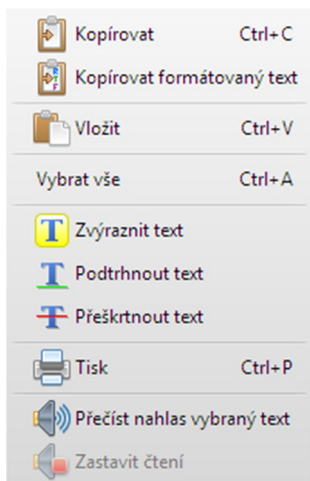 Kopírovat Ctrl+C
Kopírovat formátovaný text
Vložit Ctrl+V
Vybrat vše Ctrl+A
Zvýraznit text
Podtrhnout text
Přeškrtnout text
Tisk Ctrl+P
Přečíst nahlas vybraný text
Zastavit čtení